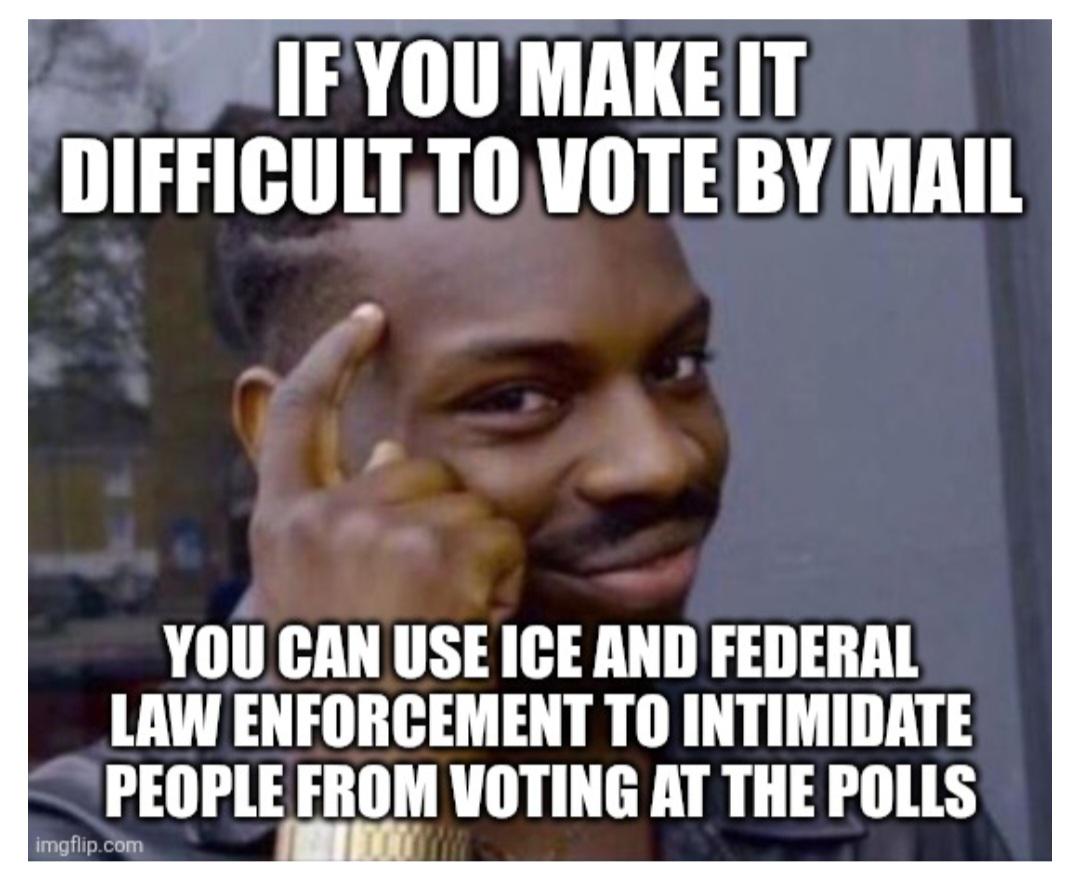 IF YOU MAKE IT
DIFFICULT TO VOTE BY MAIL
YOU CAN USE ICE AND FEDERAL
LAW ENFORCEMENT TO INTIMIDATE
PEOPLE FROM VOTING AT THE POLLS
imgflip.com